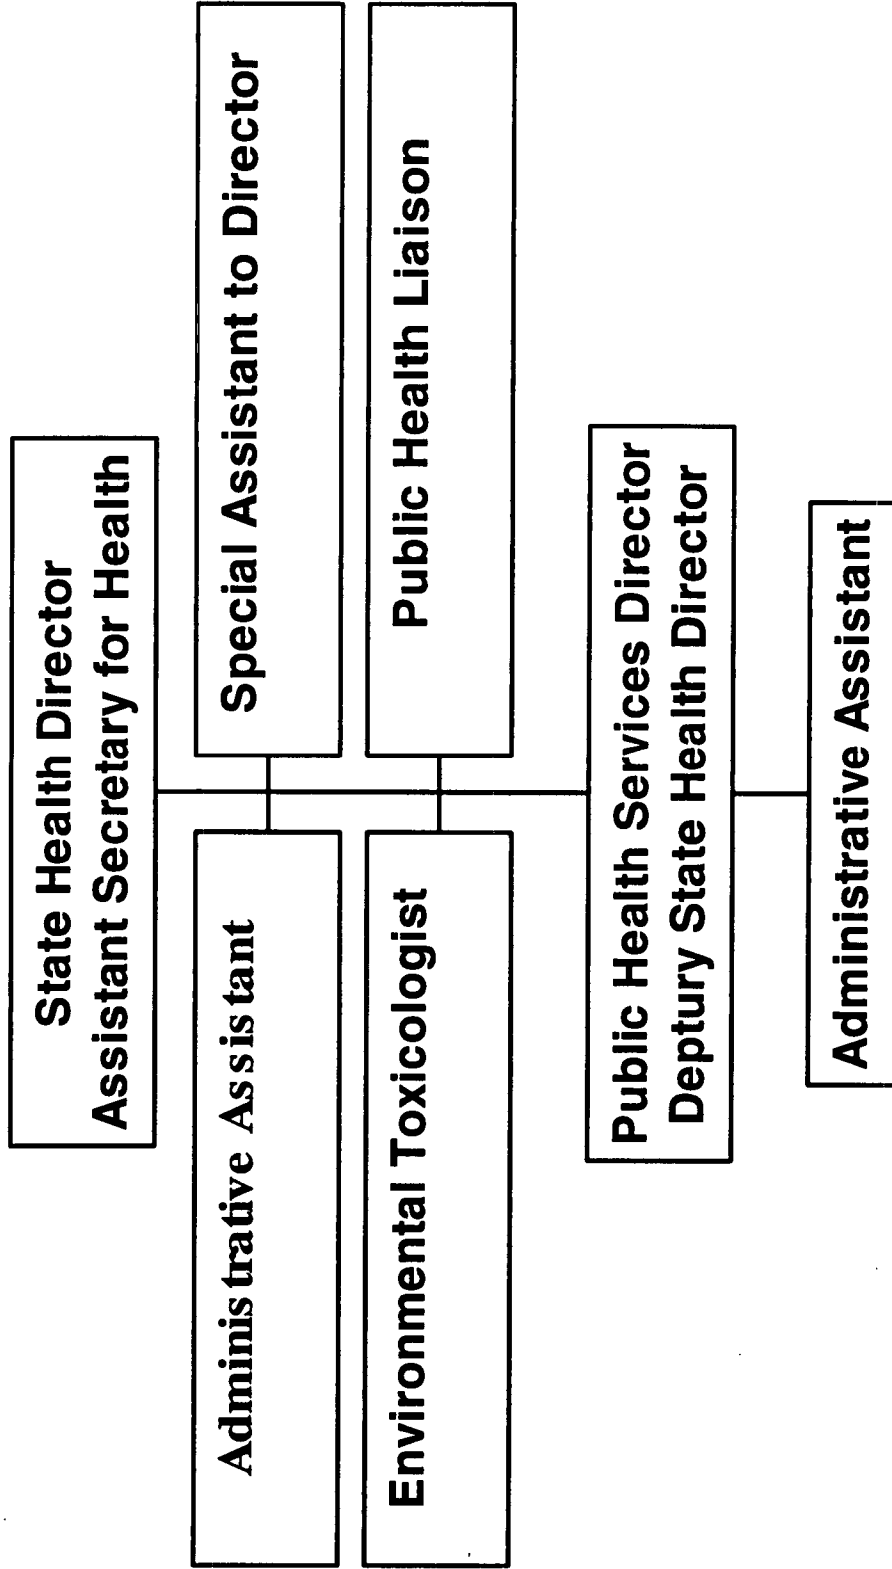 State Health Director
Assistant Secretary for Health
Administrative Assistant
Special Assistant to Director
Environmental Toxicologist
Public Health Liaison
Public Health Services Director
Deptury State Health Director
Administrative Assistant